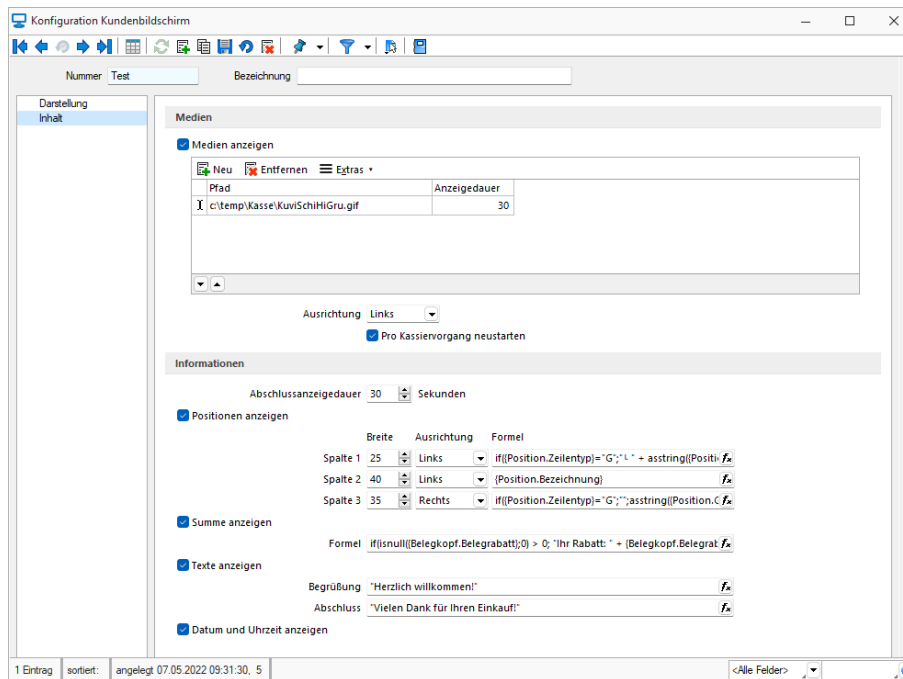 Konfiguration Kundenbildschirm
Nummer Test Bezeichnung
Darstellung
Inhalt
Medien
Medien anzeigen
Neu Entfernen Extras
Pfad Anzeigedauer
c:\temp\Kasse\KuviSchiHiGru.gif 30
Ausrichtung Links
Pro Kassiervorgang neustarten
Informationen
Abschlussanzeigedauer 30 Sekunden
Positionen anzeigen
Breite Ausrichtung Formel
Spalte 1 25 Links if({Position.Zeilentyp}="G";"└ " + asstring({Positi
Spalte 2 40 Links {Position.Bezeichnung}
Spalte 3 35 Rechts if({Position.Zeilentyp}="G";"";asstring({Position.G
Summe anzeigen
Formel if(isnull({Belegkopf.Belegrabatt};0) > 0; "Ihr Rabatt: " + {Belegkopf.Belegrab
Texte anzeigen
Begrüßung "Herzlich willkommen!"
Abschluss "Vielen Dank für Ihren Einkauf!"
Datum und Uhrzeit anzeigen
1 Eintrag sortiert: angelegt 07.05.2022 09:31:30, 5 <Alle Felder>